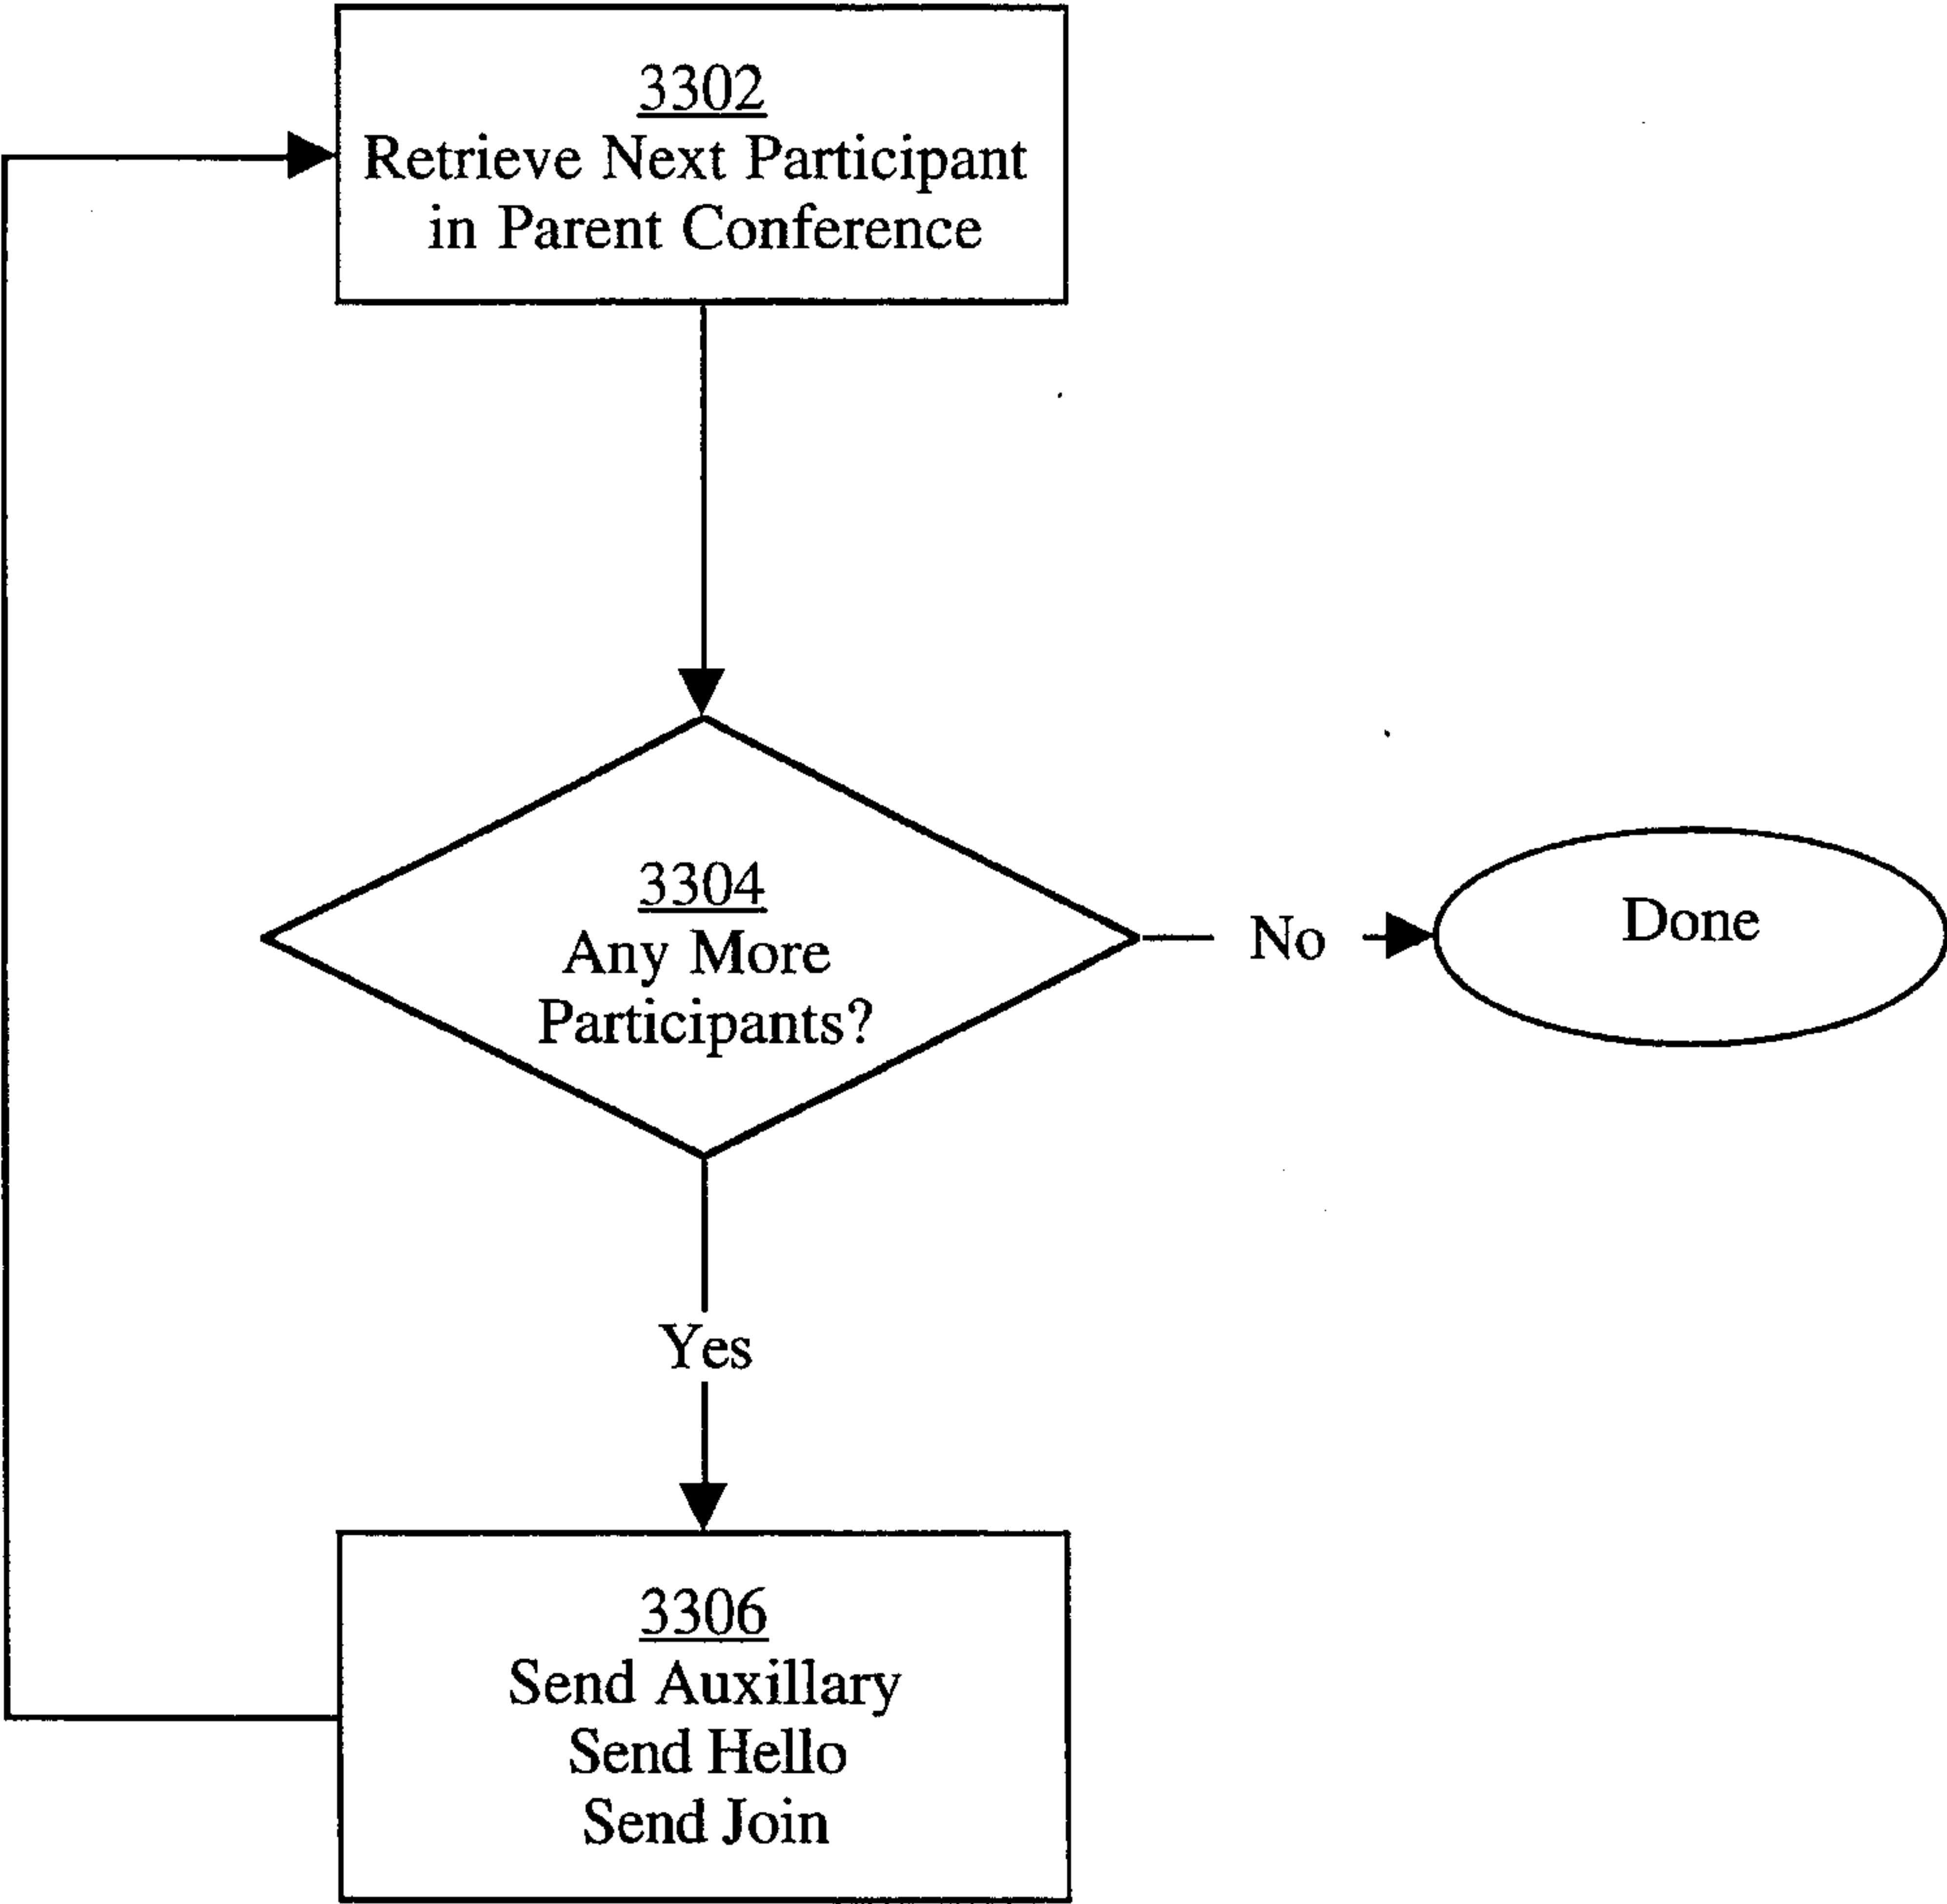 3302
Retrieve Next Participant
in Parent Conference
3304
Any More
Participants?
No
Done
Yes
3306
Send Auxillary
Send Hello
Send Join